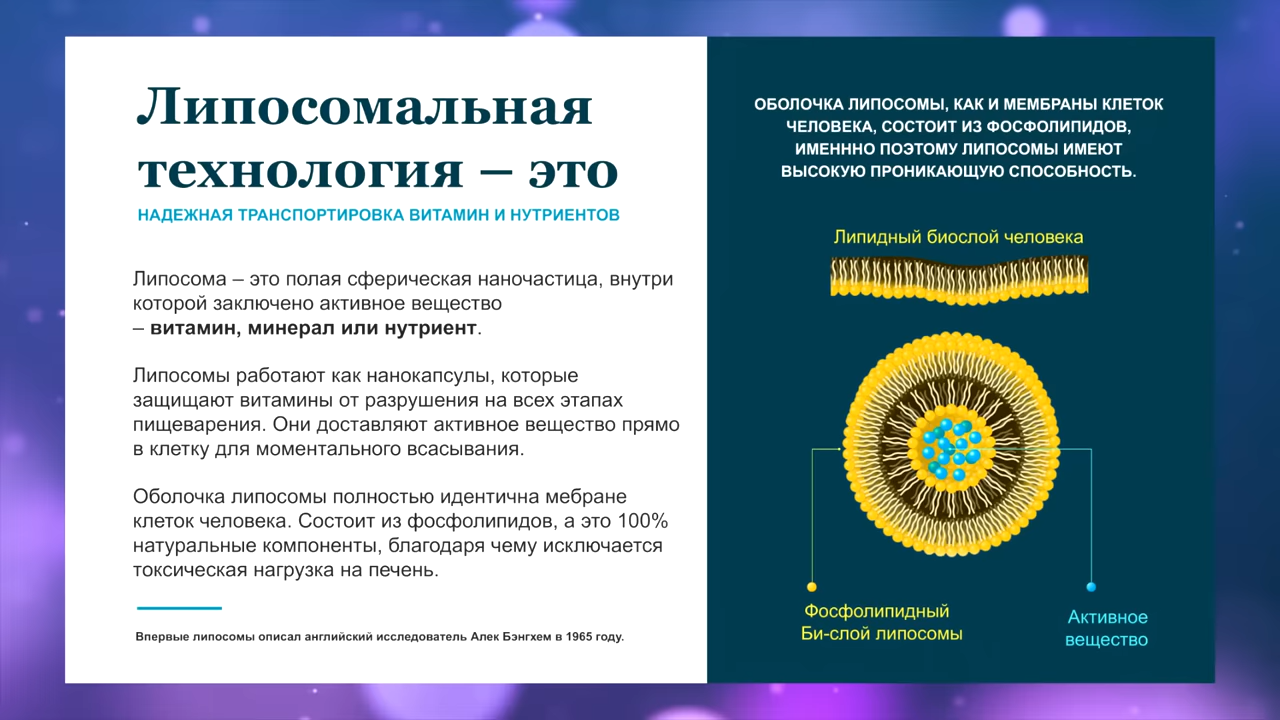 Липосомальная
технология – это
НАДЕЖНАЯ ТРАНСПОРТИРОВКА ВИТАМИН И НУТРИЕНТОВ
Липосома – это полая сферическая наночастица, внутри
которой заключено активное вещество
– витамин, минерал или нутриент.
Липосомы работают как нанокапсулы, которые
защищают витамины от разрушения на всех этапах
пищеварения. Они доставляют активное вещество прямо
в клетку для моментального всасывания.
Оболочка липосомы полностью идентична мебране
клеток человека. Состоит из фосфолипидов, а это 100%
натуральные компоненты, благодаря чему исключается
токсическая нагрузка на печень.
Впервые липосомы описал английский исследователь Алек Бэнгхем в 1965 году.
ОБОЛОЧКА ЛИПОСОМЫ, КАК И МЕМБРАНЫ КЛЕТОК
ЧЕЛОВЕКА, СОСТОИТ ИЗ ФОСФОЛИПИДОВ,
ИМЕНННО ПОЭТОМУ ЛИПОСОМЫ ИМЕЮТ
ВЫСОКУЮ ПРОНИКАЮЩУЮ СПОСОБНОСТЬ.
Липидный биослой человека
Фосфолипидный
Би-слой липосомы
Активное
вещество